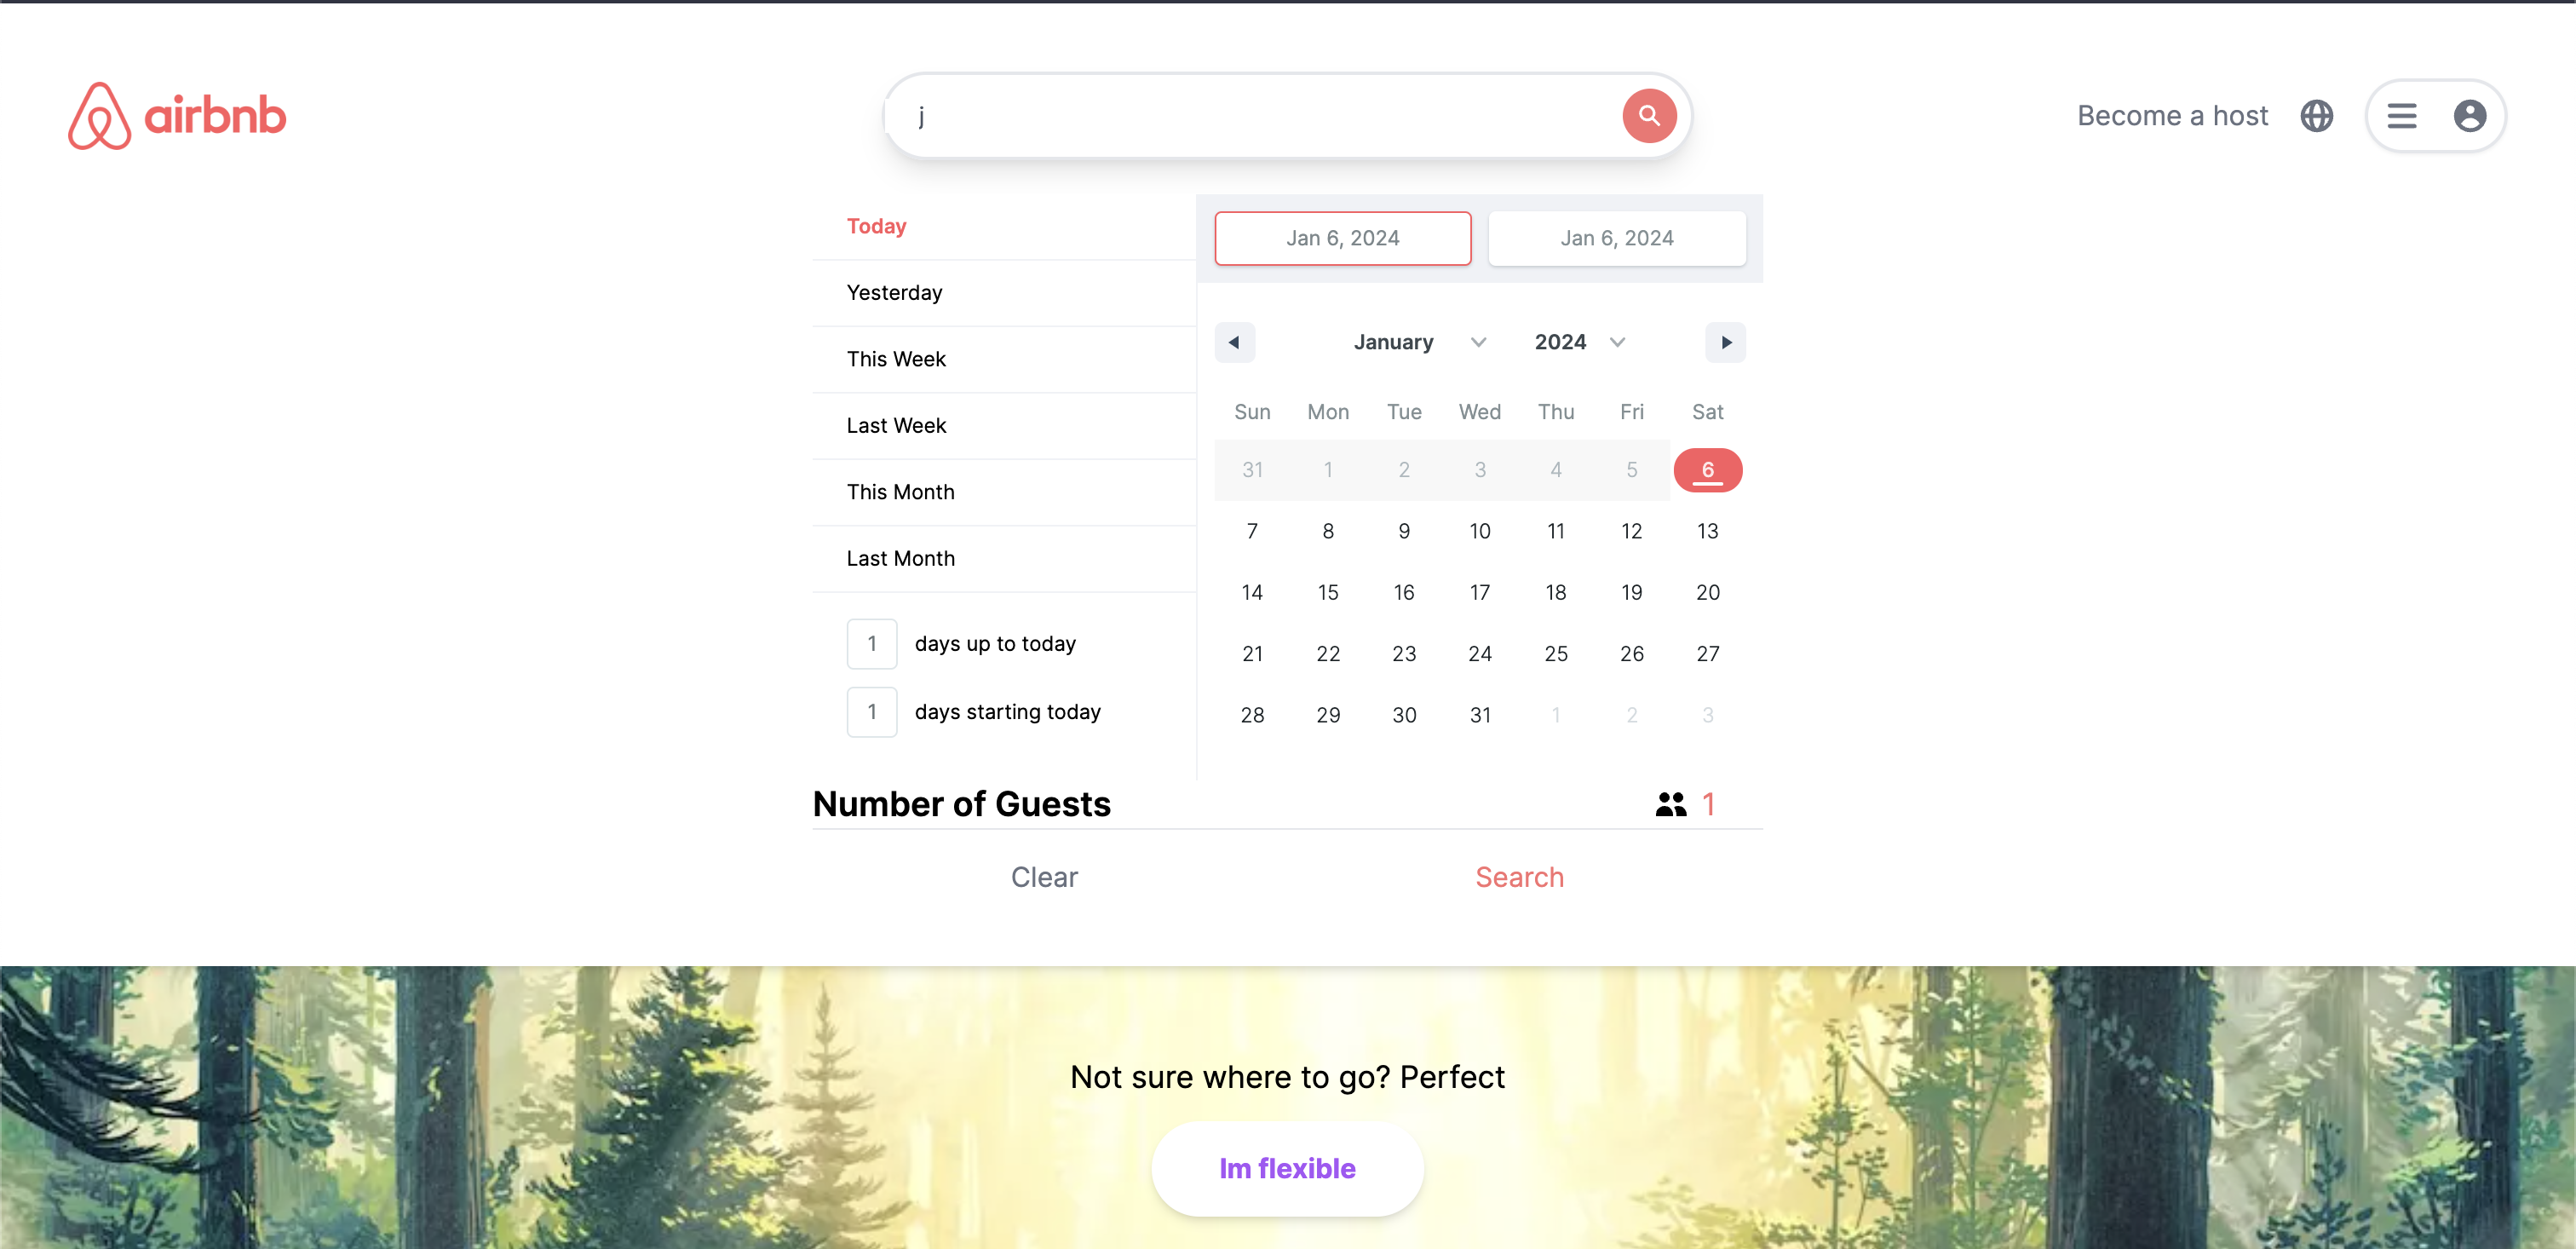 airbnb
j
Become a host
Today
Yesterday
This Week
Last Week
This Month
Last Month
1 days up to today
1 days starting today
Jan 6, 2024 Jan 6, 2024
January 2024
Sun Mon Tue Wed Thu Fri Sat
31 1 2 3 4 5 6
7 8 9 10 11 12 13
14 15 16 17 18 19 20
21 22 23 24 25 26 27
28 29 30 31 1 2 3
Number of Guests 1
Clear Search
Not sure where to go? Perfect
Im flexible